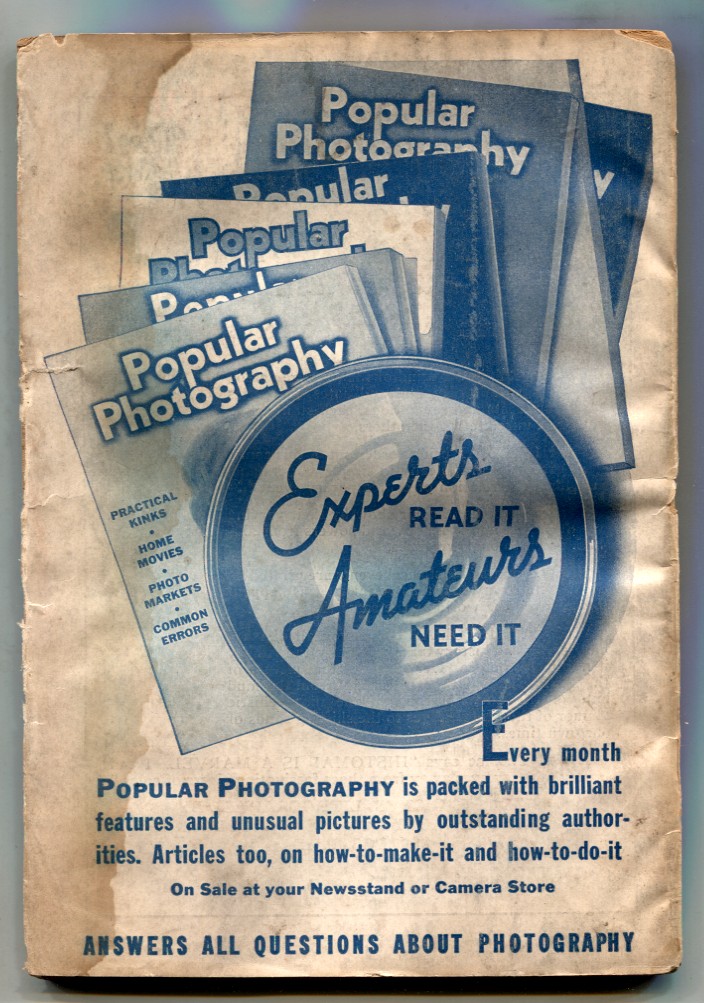 Popular
Photography
y
Popular
Popular
Popular
Popular
Photography
PRACTICAL
KINKS
•
HOME
MOVIES
•
PHOTO
MARKETS
•
COMMON
ERRORS
Experts
READ IT
Amateurs
NEED IT
Every month
POPULAR PHOTOGRAPHY is packed with brilliant
features and unusual pictures by outstanding author-
ities. Articles too, on how-to-make-it and how-to-do-it
On Sale at your Newsstand or Camera Store
ANSWERS ALL QUESTIONS ABOUT PHOTOGRAPHY